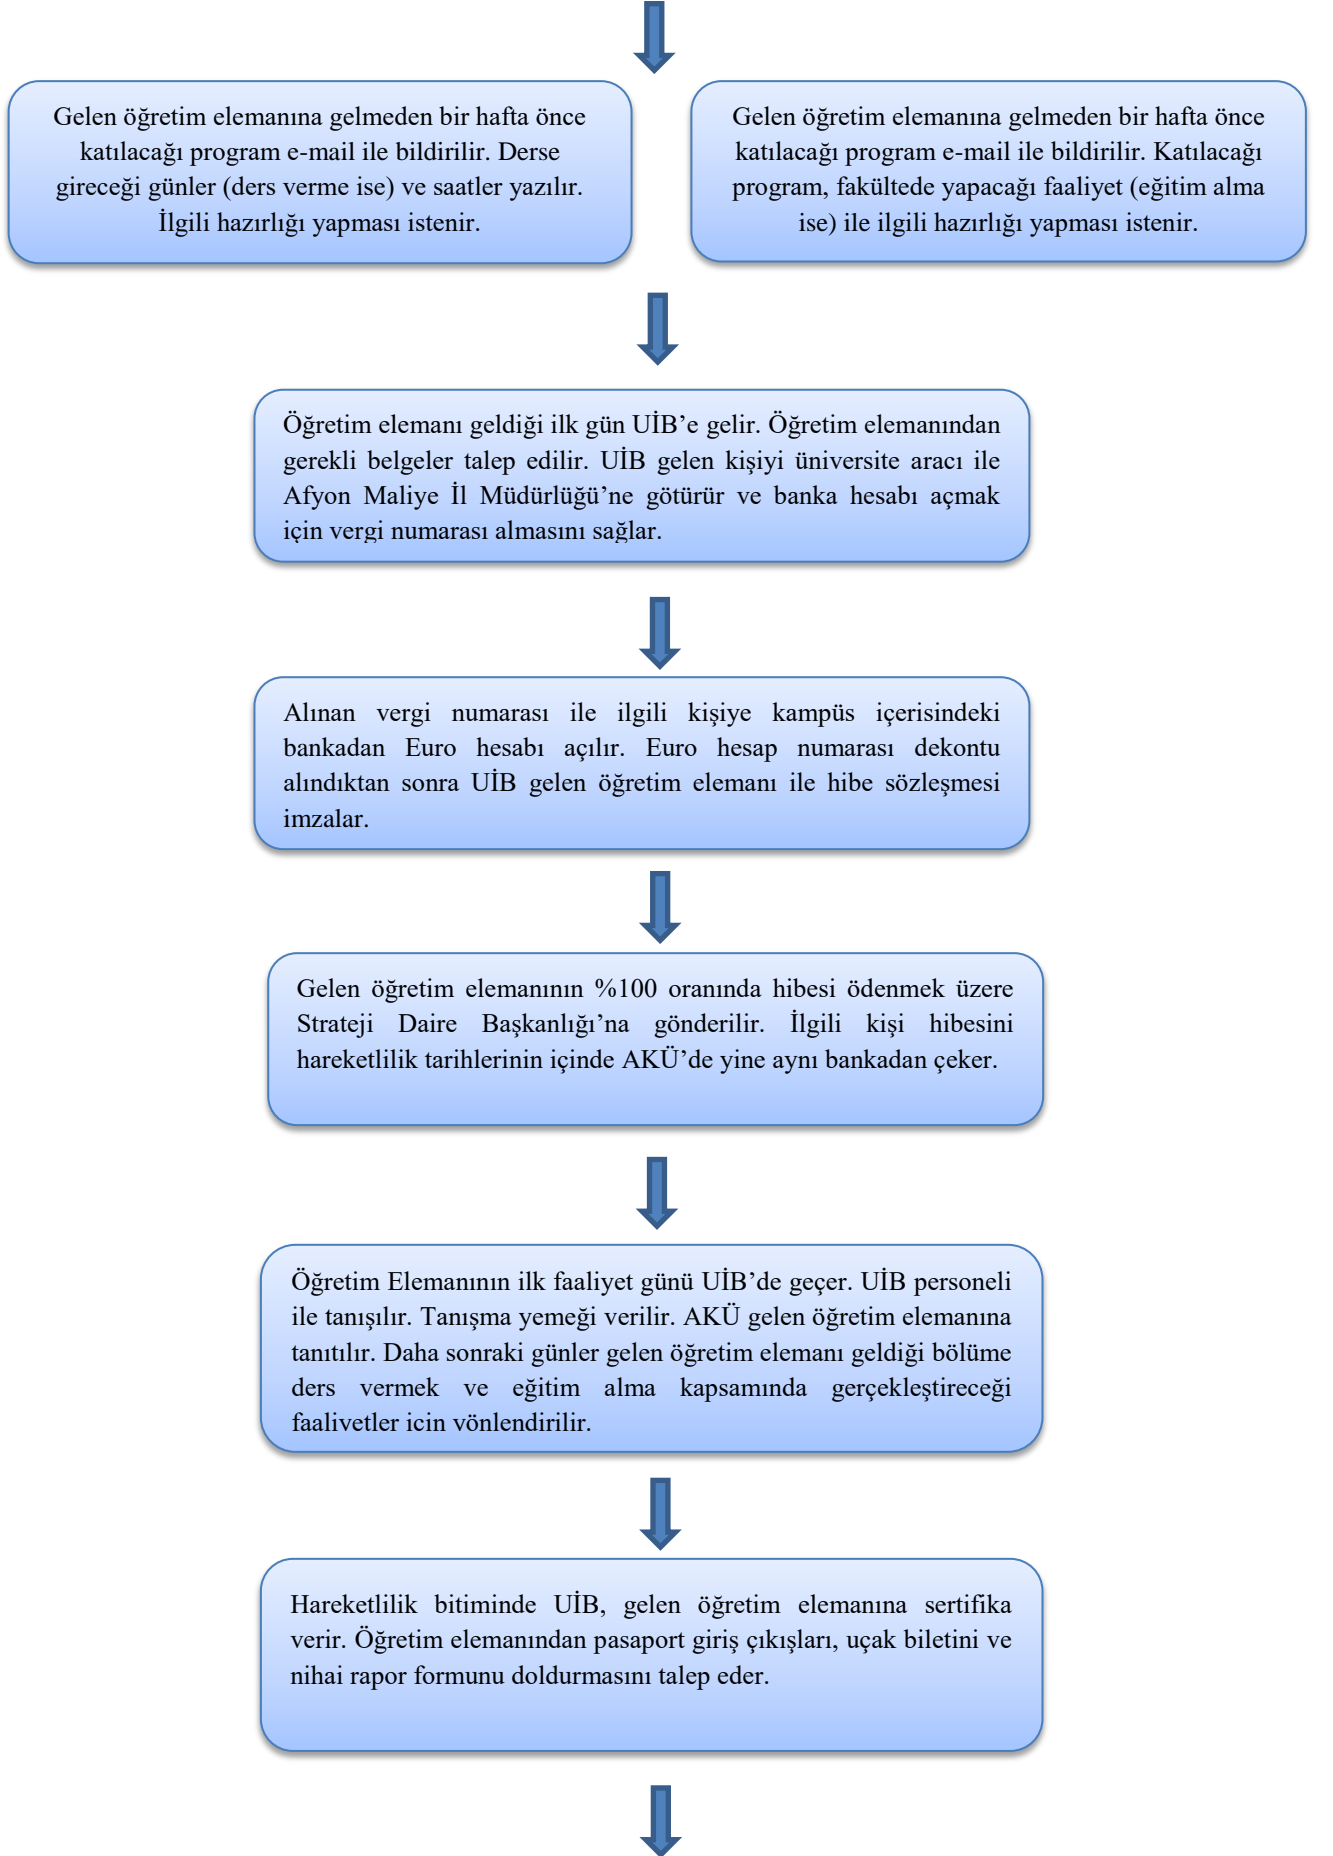 Gelen öğretim elemanına gelmeden bir hafta önce
katılacağı program e-mail ile bildirilir. Derse
gireceği günler (ders verme ise) ve saatler yazılır.
İlgili hazırlığı yapması istenir.
Gelen öğretim elemanına gelmeden bir hafta önce
katılacağı program e-mail ile bildirilir. Katılacağı
program, fakültede yapacağı faaliyet (eğitim alma
ise) ile ilgili hazırlığı yapması istenir.
Öğretim elemanı geldiği ilk gün UİB’e gelir. Öğretim elemanından
gerekli belgeler talep edilir. UİB gelen kişiyi üniversite aracı ile
Afyon Maliye İl Müdürlüğü’ne götürür ve banka hesabı açmak
için vergi numarası almasını sağlar.
Alınan vergi numarası ile ilgili kişiye kampüs içerisindeki
bankadan Euro hesabı açılır. Euro hesap numarası dekontu
alındıktan sonra UİB gelen öğretim elemanı ile hibe sözleşmesi
imzalar.
Gelen öğretim elemanının %100 oranında hibesi ödenmek üzere
Strateji Daire Başkanlığı’na gönderilir. İlgili kişi hibesini
hareketlilik tarihlerinin içinde AKÜ’de yine aynı bankadan çeker.
Öğretim Elemanının ilk faaliyet günü UİB’de geçer. UİB personeli
ile tanışılır. Tanışma yemeği verilir. AKÜ gelen öğretim elemanına
tanıtılır. Daha sonraki günler gelen öğretim elemanı geldiği bölüme
ders vermek ve eğitim alma kapsamında gerçekleştireceği
faaliyetler için yönlendirilir.
Hareketlilik bitiminde UİB, gelen öğretim elemanına sertifika
verir. Öğretim elemanından pasaport giriş çıkışları, uçak biletini ve
nihai rapor formunu doldurmasını talep eder.